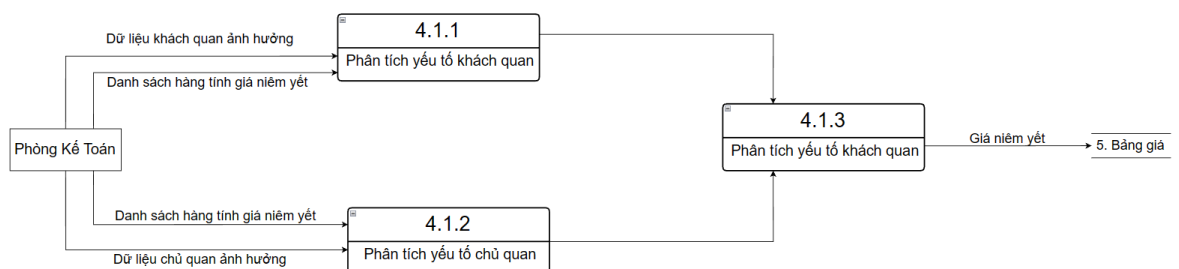 4.1.1
Dữ liệu khách quan ảnh hưởng
Phân tích yếu tố khách quan
Danh sách hàng tính giá niêm yết
4.1.3
Phòng Kế Toán
Phân tích yếu tố khách quan
Giá niêm yết
5. Bảng giá
Danh sách hàng tính giá niêm yết
4.1.2
Phân tích yếu tố chủ quan
Dữ liệu chủ quan ảnh hưởng